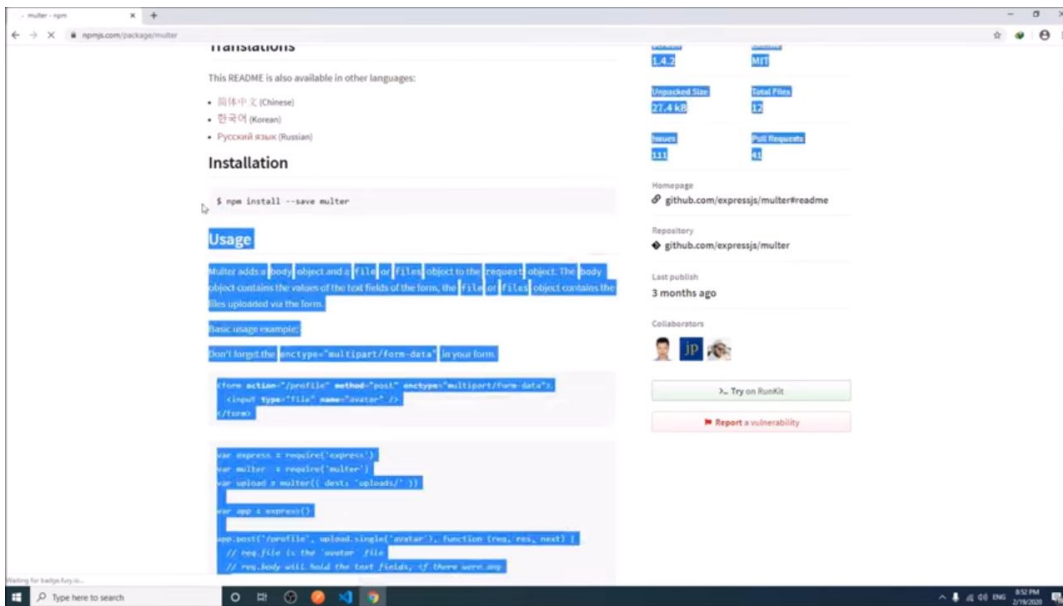 multer - npm
npmjs.com/package/multer
Translations
This README is also available in other languages:
简体中文 (Chinese)
한국어 (Korean)
Русский язык (Russian)
Installation
$ npm install --save multer
Usage
Multer adds a body object and a file or files object to the request object. The body
object contains the values of the text fields of the form, the file or files object contains the
files uploaded via the form.
Basic usage example:
Don't forget the enctype="multipart/form-data" in your form.
<form action="/profile" method="post" enctype="multipart/form-data">
<input type="file" name="avatar" />
</form>
var express = require('express')
var multer = require('multer')
var upload = multer({ dest: 'uploads/' })
var app = express()
app.post('/profile', upload.single('avatar'), function (req, res, next) {
// req.file is the `avatar` file
// req.body will hold the text fields, if there were any
1.4.2
MIT
Unpacked Size
Total Files
27.4 kB
12
Issues
Pull Requests
111
41
Homepage
github.com/expressjs/multer#readme
Repository
github.com/expressjs/multer
Last publish
3 months ago
Collaborators
jp
Try on RunKit
Report a vulnerability
Waiting for badge.fury.io...
Type here to search
ENG
8:52 PM
2/19/2020